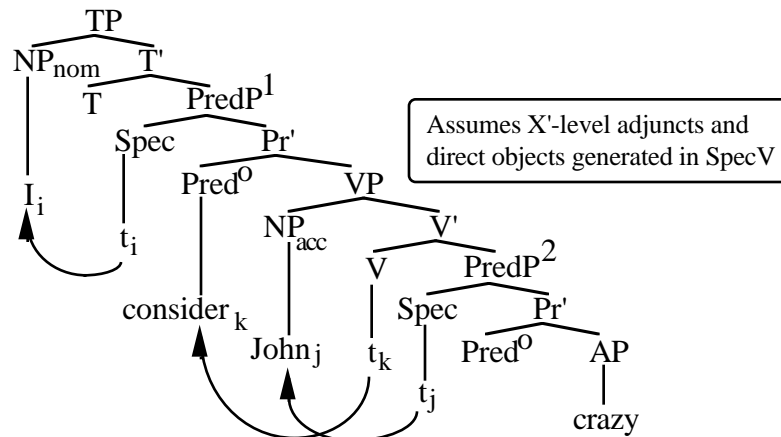 TP
NPnom T'
T PredP1
Assumes X'-level adjuncts and
direct objects generated in SpecV
Spec Pr'
Predo VP
Ii
NPacc V'
ti
V PredP2
considerk Spec Pr'
Johnj tk Predo AP
tj
crazy